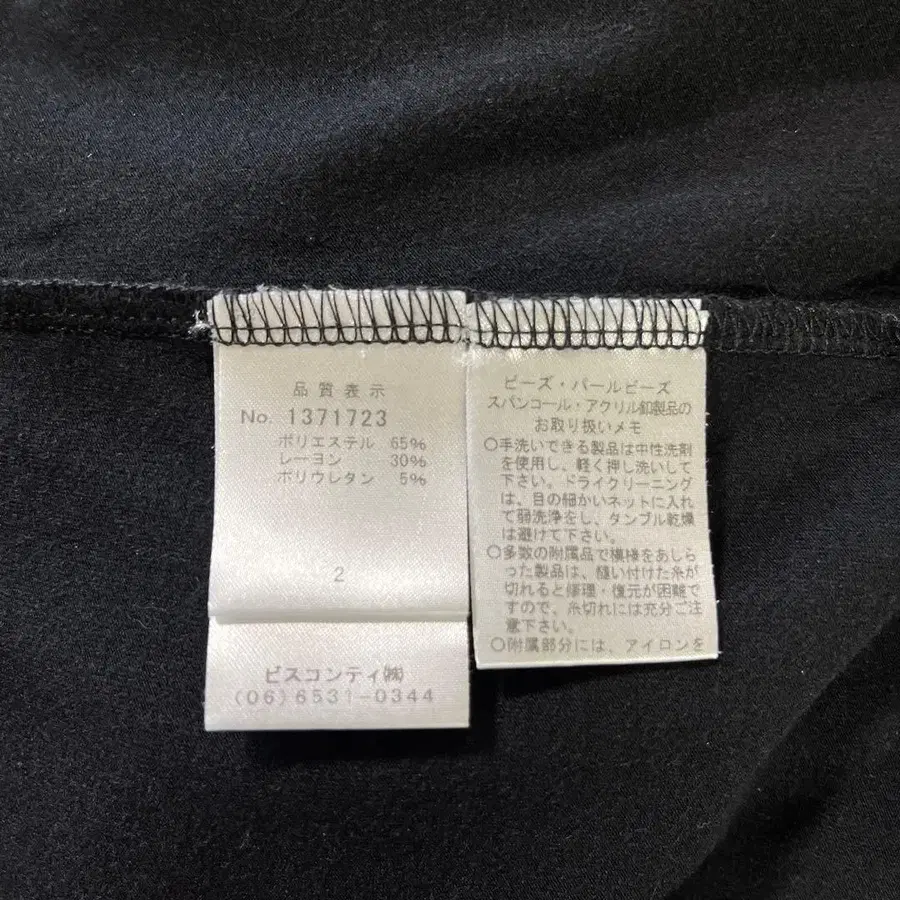 品質表示
No. 1371723
ポリエステル 65%
レーヨン 30%
ポリウレタン 5%
2
ビスコンティ㈱
(06)6531-0344
ビーズ・パールビーズ
スパンコール・アクリル釦製品の
お取り扱いメモ
○手洗いできる製品は中性洗剤
を使用し、軽く押し洗いして
下さい。ドライクリーニング
は、目の細かいネットに入れ
て弱洗浄をし、タンブル乾燥
は避けて下さい。
○多数の附属品で模様をあしら
った製品は、縫い付けた糸が
切れると修理・復元が困難で
すので、糸切れには充分ご注
意下さい。
○附属部分には、アイロンを